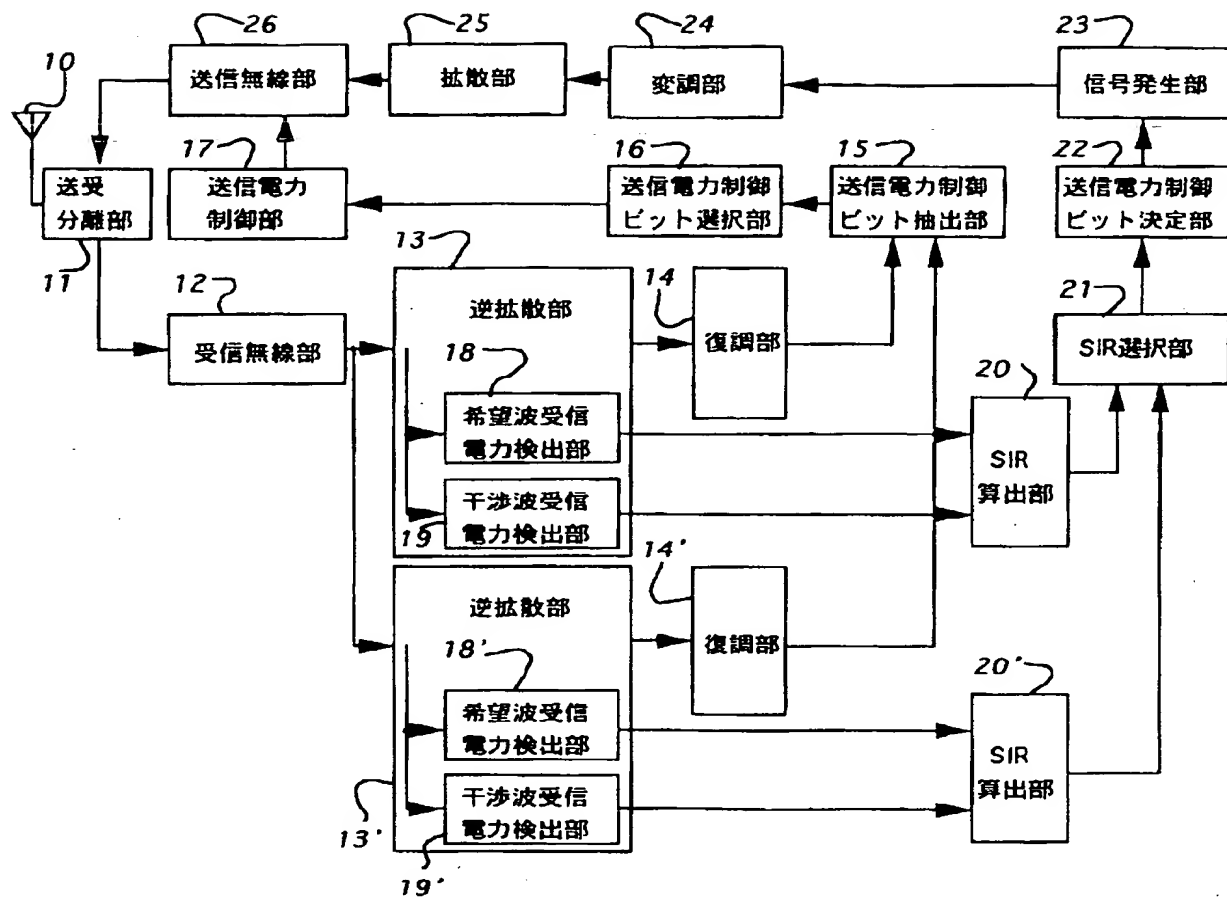 26
25
24
23
10
送信無線部
拡散部
変調部
信号発生部
17
16
15
22
送受
分離部
送信電力
制御部
送信電力制御
ビット選択部
送信電力制御
ビット抽出部
送信電力制御
ビット決定部
11
12
13
14
21
受信無線部
逆拡散部
復調部
SIR選択部
18
20
希望波受信
電力検出部
SIR
算出部
干渉波受信
電力検出部
19
14'
逆拡散部
復調部
18'
20'
希望波受信
電力検出部
SIR
算出部
干渉波受信
電力検出部
13'
19'